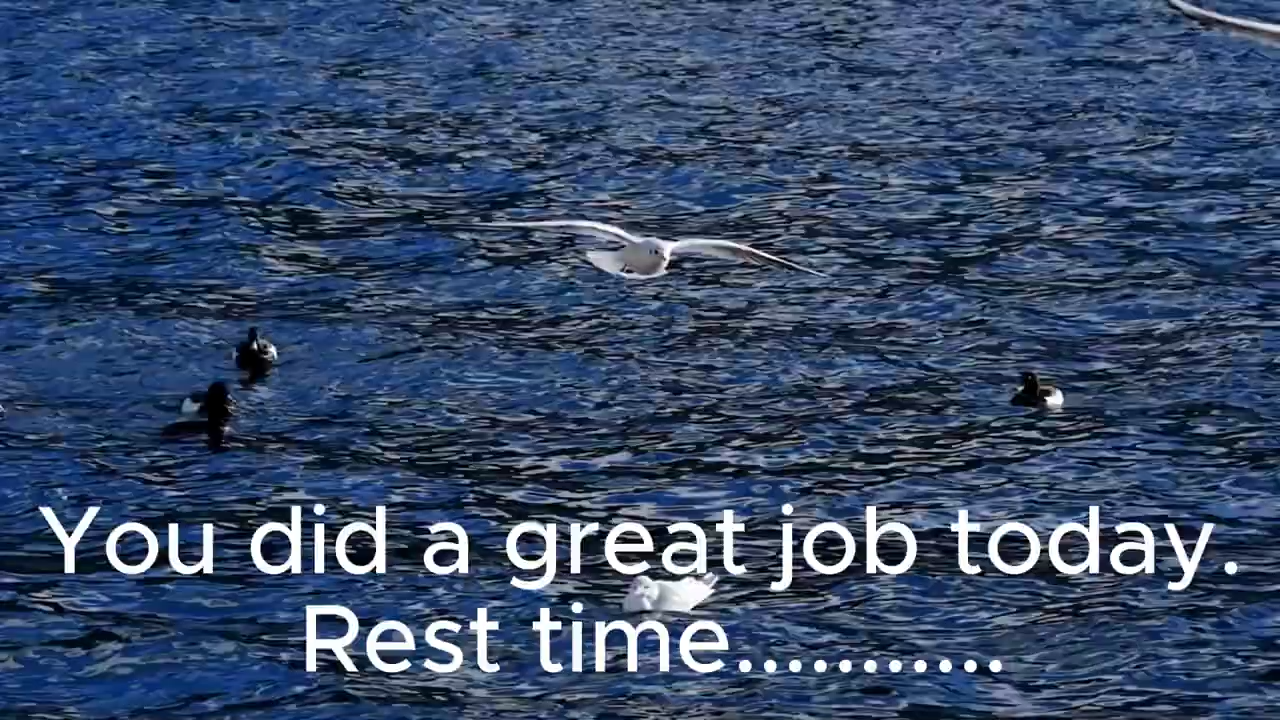 You did a great job today.
Rest time...........